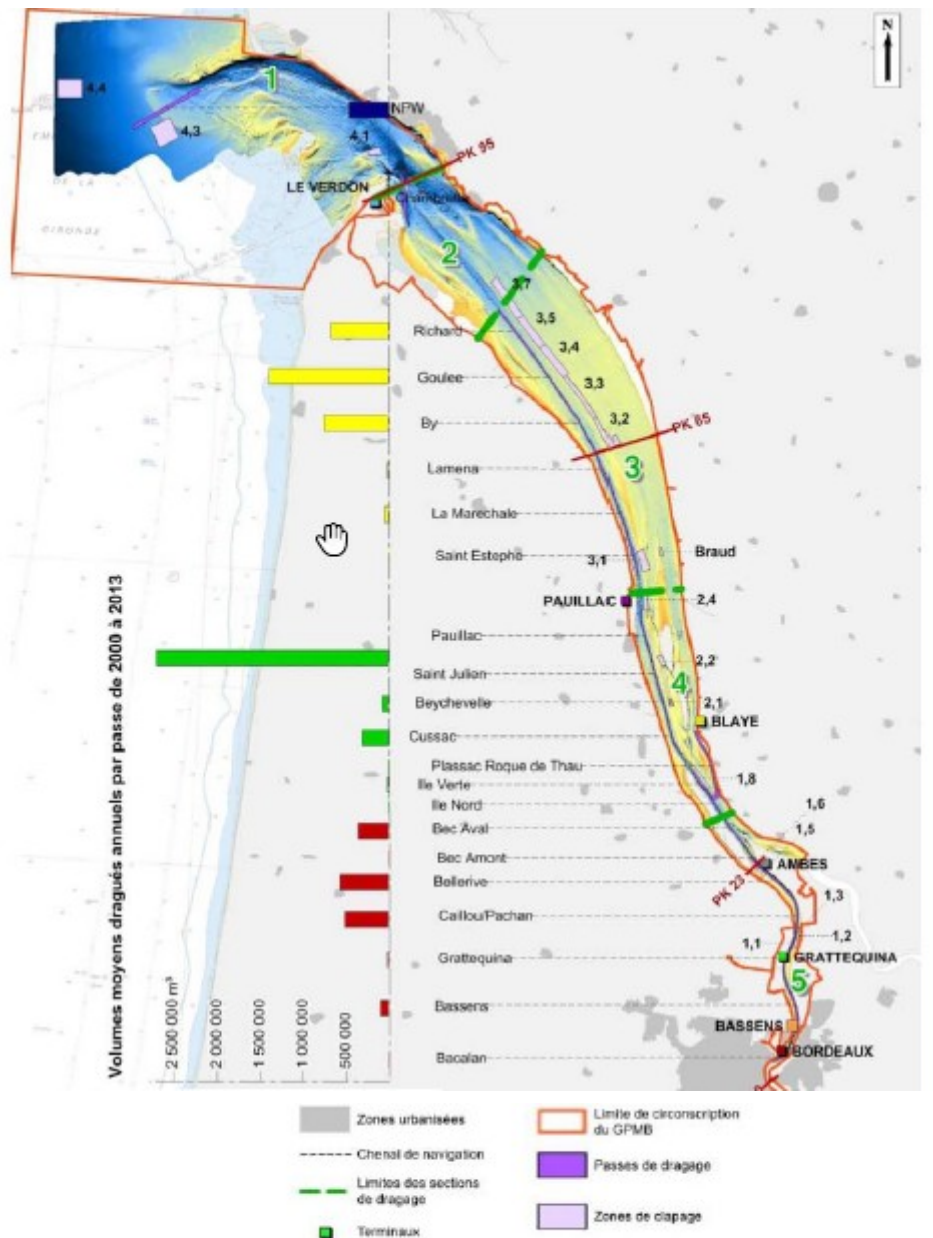 N
1
4,4
NPW
4,3
4,1
PK 95
LE VERDON
DE LA
GIRONDE
2
3,7
3,5
Richard
3,4
Goulee
3,3
3,2
By
PK 65
3
Lamena
La Marechale
Saint Estephe
3,1
Braud
PAUILLAC
2,4
Pauillac
2,2
Saint Julien
4
2,1
Beychevelle
BLAYE
Cussac
Plassac Roque de Thau
1,8
Ile Verte
Ile Nord
1,6
Bec Aval
1,5
Bec Amont
AMBES
Bellerive
PK 23
1,3
Caillou/Pachan
1,2
1,1
Grattequina
GRATTEQUINA
5
Bassens
BASSENS
Bacalan
BORDEAUX
Volumes moyens dragués annuels par passe de 2000 à 2013
2 500 000 m³
2 000 000
1 500 000
1 000 000
500 000
Zones urbanisées
Chenal de navigation
Limites des sections
de dragage
Terminaux
Limite de circonscription
du GPMB
Passes de dragage
Zones de clapage